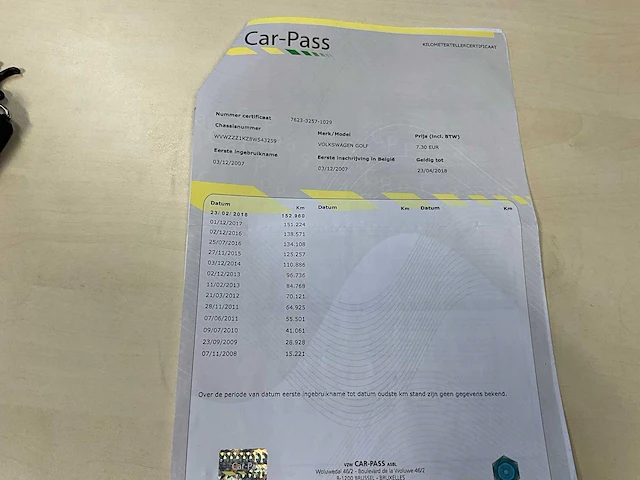 Car-Pass
KILOMETERTELLERCERTIFICAAT
Nummer certificaat 7623-3257-1029
Chassisnummer Merk/Model Prijs (incl. BTW)
WVWZZZ1KZ8W543259 VOLKSWAGEN GOLF 7.30 EUR
Eerste ingebruikname Eerste inschrijving in België Geldig tot
03/12/2007 03/12/2007 23/04/2018
Datum Km Datum Km Datum Km
23/02/2018 152.960
01/12/2017 151.224
02/12/2016 138.571
25/07/2016 134.108
27/11/2015 125.257
03/12/2014 110.886
02/12/2013 96.736
11/02/2013 84.768
21/03/2012 70.121
28/11/2011 64.925
07/06/2011 55.501
09/07/2010 41.061
23/09/2009 28.928
07/11/2008 15.221
Over de periode van datum eerste ingebruikname tot datum oudste km stand zijn geen gegevens bekend.
Car-Pass
VZW CAR-PASS ASBL
Woluwedal 46/2 - Boulevard de la Woluwe 46/2
B-1200 BRUSSEL - BRUXELLES